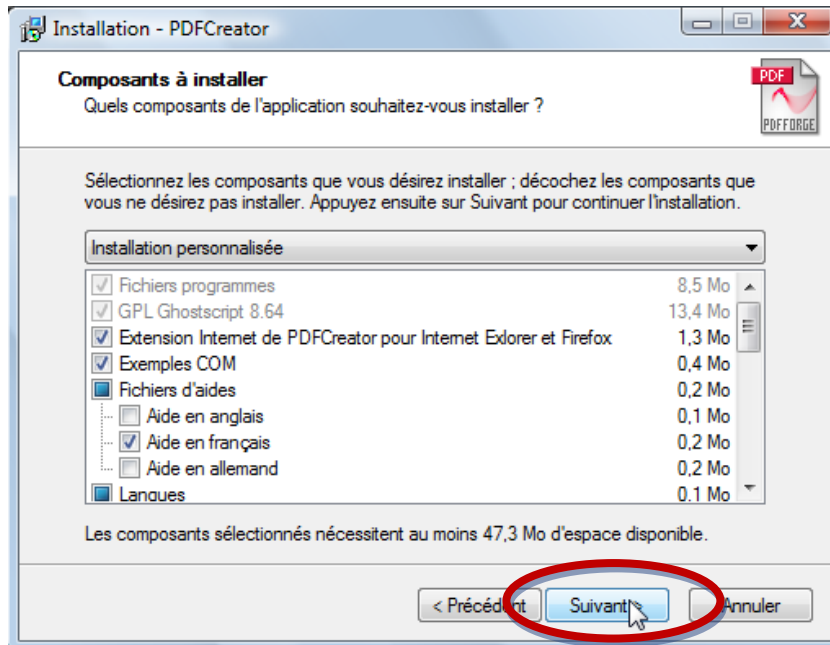 Installation - PDFCreator
Composants à installer
Quels composants de l'application souhaitez-vous installer ?
PDF
PDFFORGE
Sélectionnez les composants que vous désirez installer ; décochez les composants que
vous ne désirez pas installer. Appuyez ensuite sur Suivant pour continuer l'installation.
Installation personnalisée
Fichiers programmes 8,5 Mo
GPL Ghostscript 8.64 13,4 Mo
Extension Internet de PDFCreator pour Internet Exlorer et Firefox 1,3 Mo
Exemples COM 0,4 Mo
Fichiers d'aides 0,2 Mo
Aide en anglais 0,1 Mo
Aide en français 0,2 Mo
Aide en allemand 0,2 Mo
Langues 0,1 Mo
Les composants sélectionnés nécessitent au moins 47,3 Mo d'espace disponible.
< Précédent Suivant > Annuler